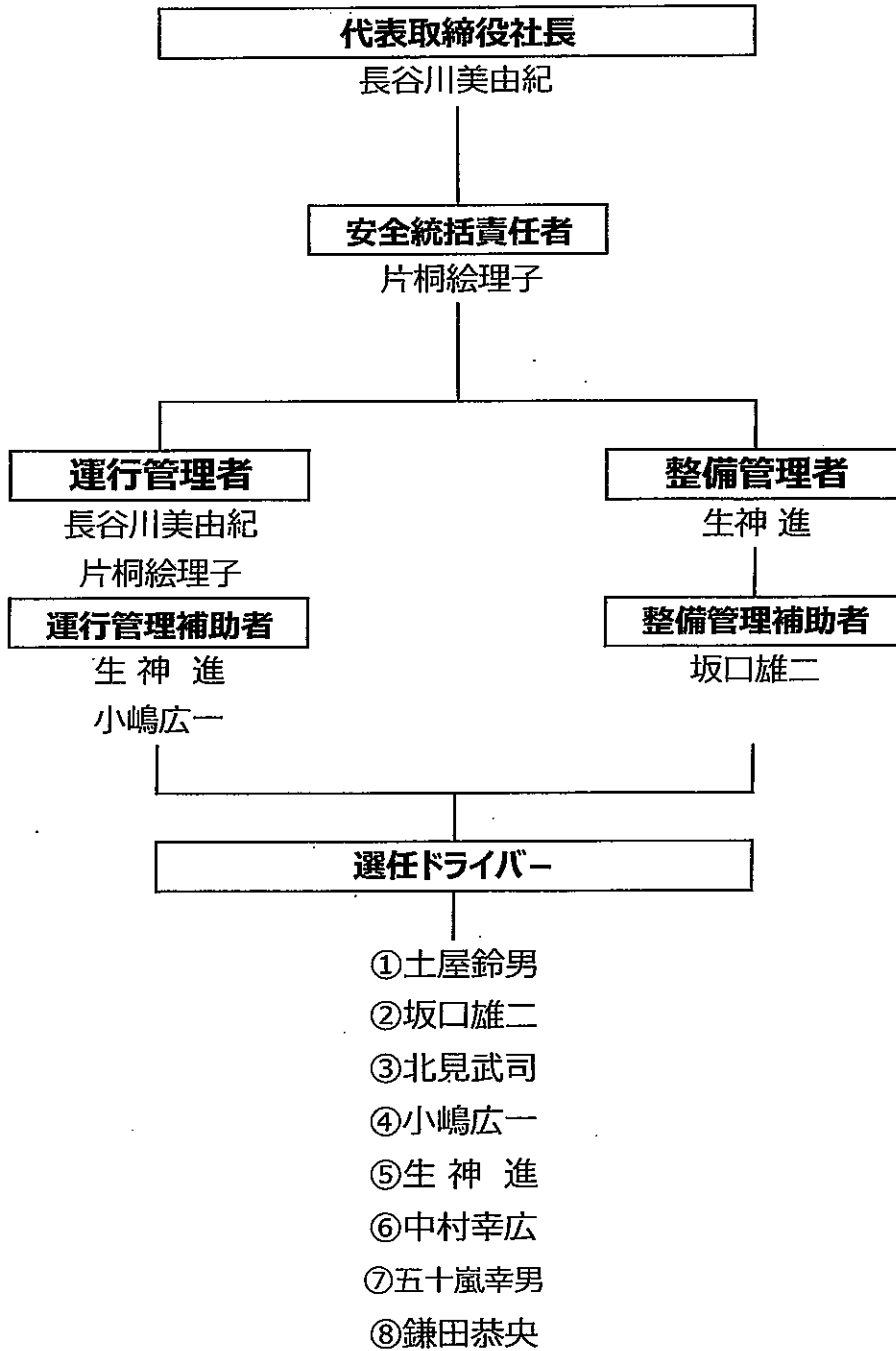 代表取締役社長
長谷川美由紀
安全統括責任者
片桐絵理子
運行管理者
長谷川美由紀
片桐絵理子
運行管理補助者
生神 進
小嶋広一
整備管理者
生神 進
整備管理補助者
坂口雄二
選任ドライバー
①土屋鈴男
②坂口雄二
③北見武司
④小嶋広一
⑤生神 進
⑥中村幸広
⑦五十嵐幸男
⑧鎌田恭央